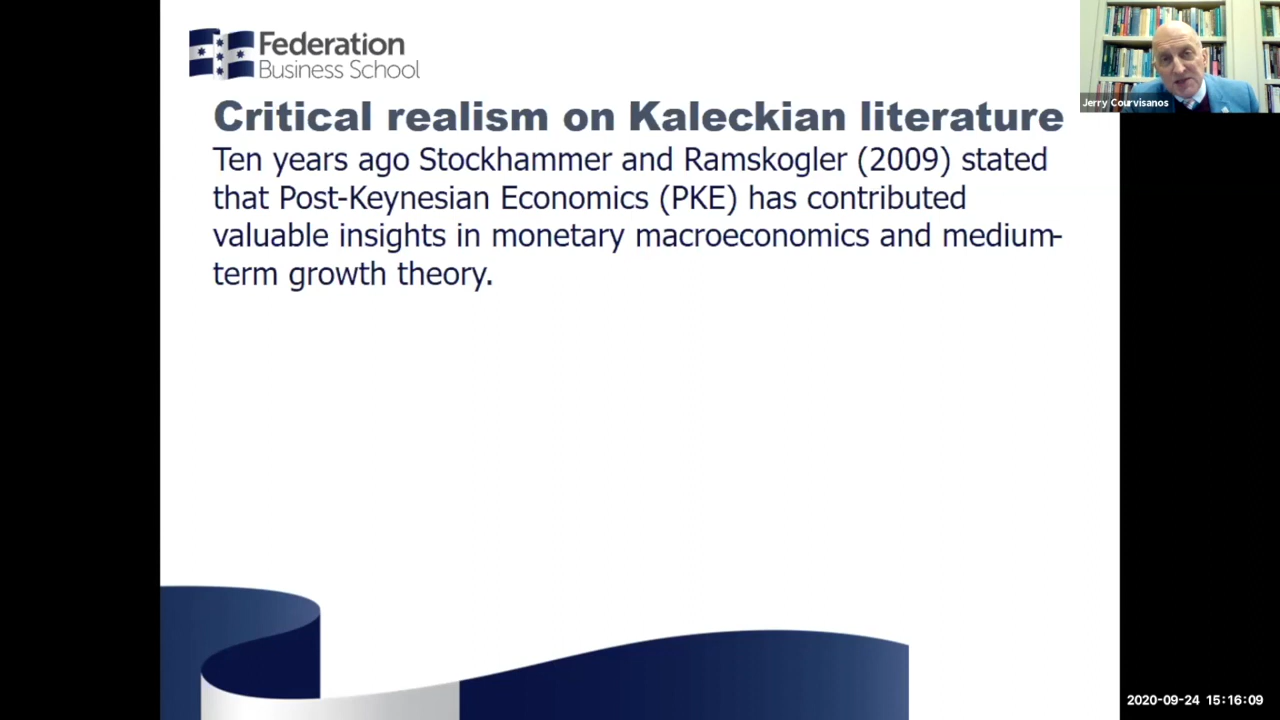 Federation
Business School
Critical realism on Kaleckian literature
Ten years ago Stockhammer and Ramskogler (2009) stated
that Post-Keynesian Economics (PKE) has contributed
valuable insights in monetary macroeconomics and medium-
term growth theory.
Jerry Courvisanos
2020-09-24 15:16:09